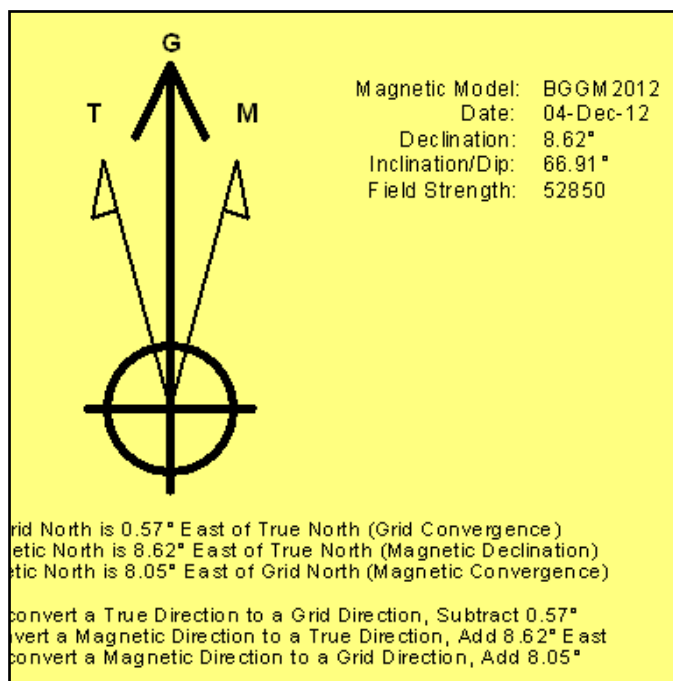 G
T M
Magnetic Model: BGGM2012
Date: 04-Dec-12
Declination: 8.62°
Inclination/Dip: 66.91°
Field Strength: 52850
rid North is 0.57° East of True North (Grid Convergence)
etic North is 8.62° East of True North (Magnetic Declination)
etic North is 8.05° East of Grid North (Magnetic Convergence)
convert a True Direction to a Grid Direction, Subtract 0.57°
vert a Magnetic Direction to a True Direction, Add 8.62° East
convert a Magnetic Direction to a Grid Direction, Add 8.05°